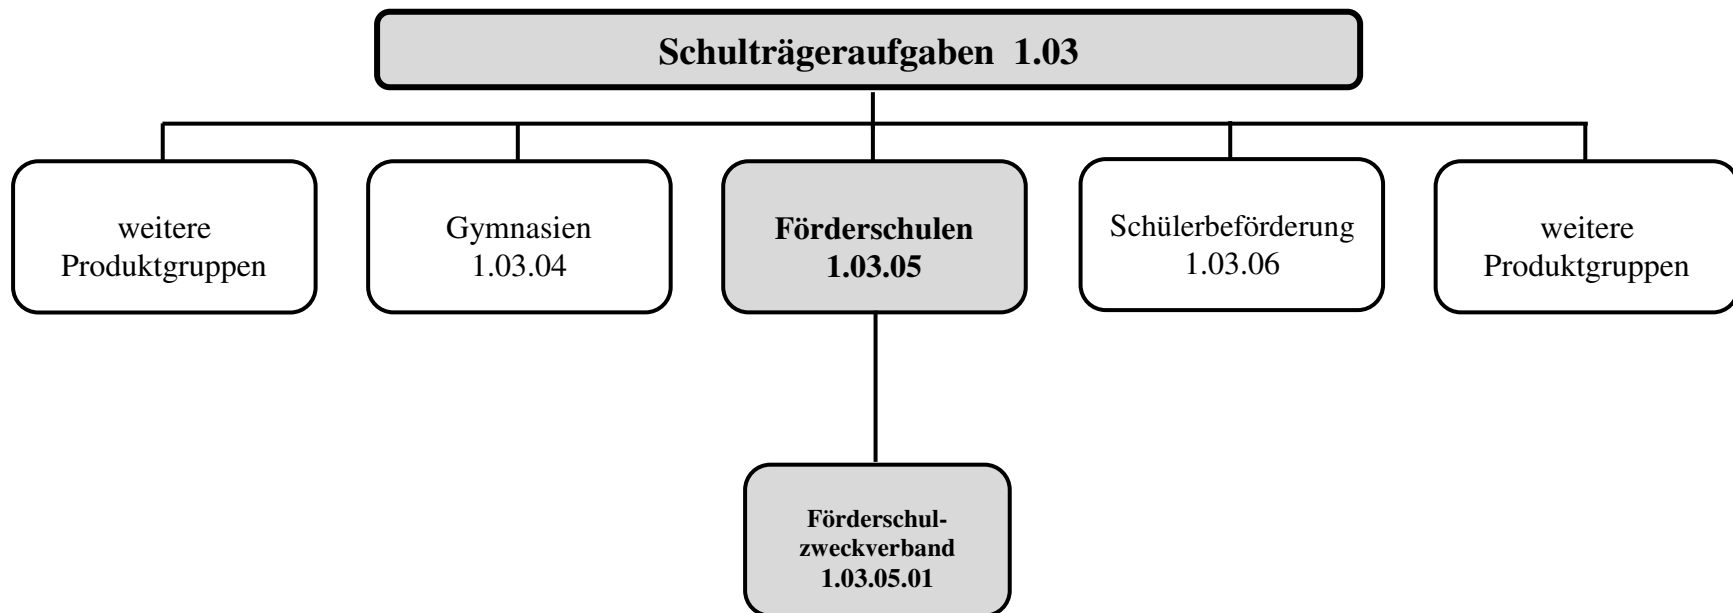 Schulträgeraufgaben 1.03
weitere
Produktgruppen
Gymnasien
1.03.04
Förderschulen
1.03.05
Schülerbeförderung
1.03.06
weitere
Produktgruppen
Förderschul-
zweckverband
1.03.05.01